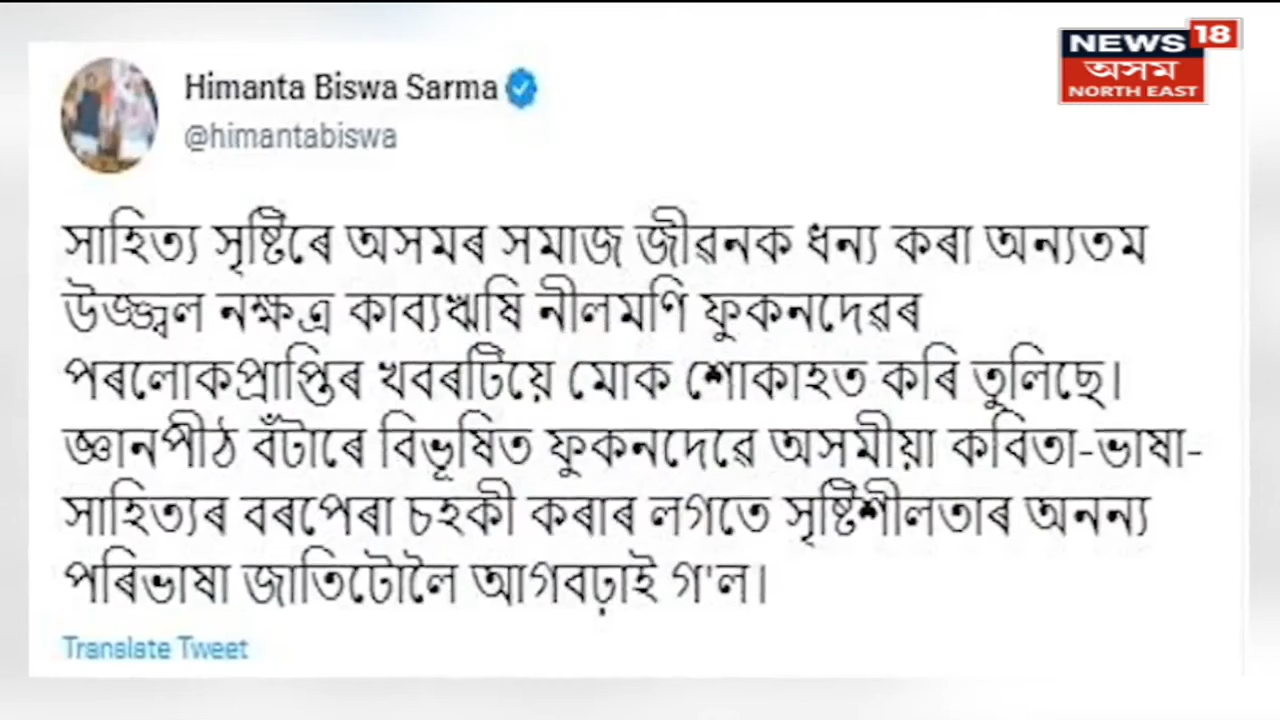 NEWS 18
অসম
NORTH EAST
Himanta Biswa Sarma
@himantabiswa
সাহিত্য সৃষ্টিৰে অসমৰ সমাজ জীৱনক ধন্য কৰা অন্যতম
উজ্জ্বল নক্ষত্ৰ কাব্যঋষি নীলমণি ফুকনদেৱৰ
পৰলোকপ্ৰাপ্তিৰ খবৰটিয়ে মোক শোকাহত কৰি তুলিছে।
জ্ঞানপীঠ বঁটাৰে বিভূষিত ফুকনদেৱে অসমীয়া কবিতা-ভাষা-
সাহিত্যৰ বৰপেৰা চহকী কৰাৰ লগতে সৃষ্টিশীলতাৰ অনন্য
পৰিভাষা জাতিটোলৈ আগবঢ়াই গ'ল।
Translate Tweet